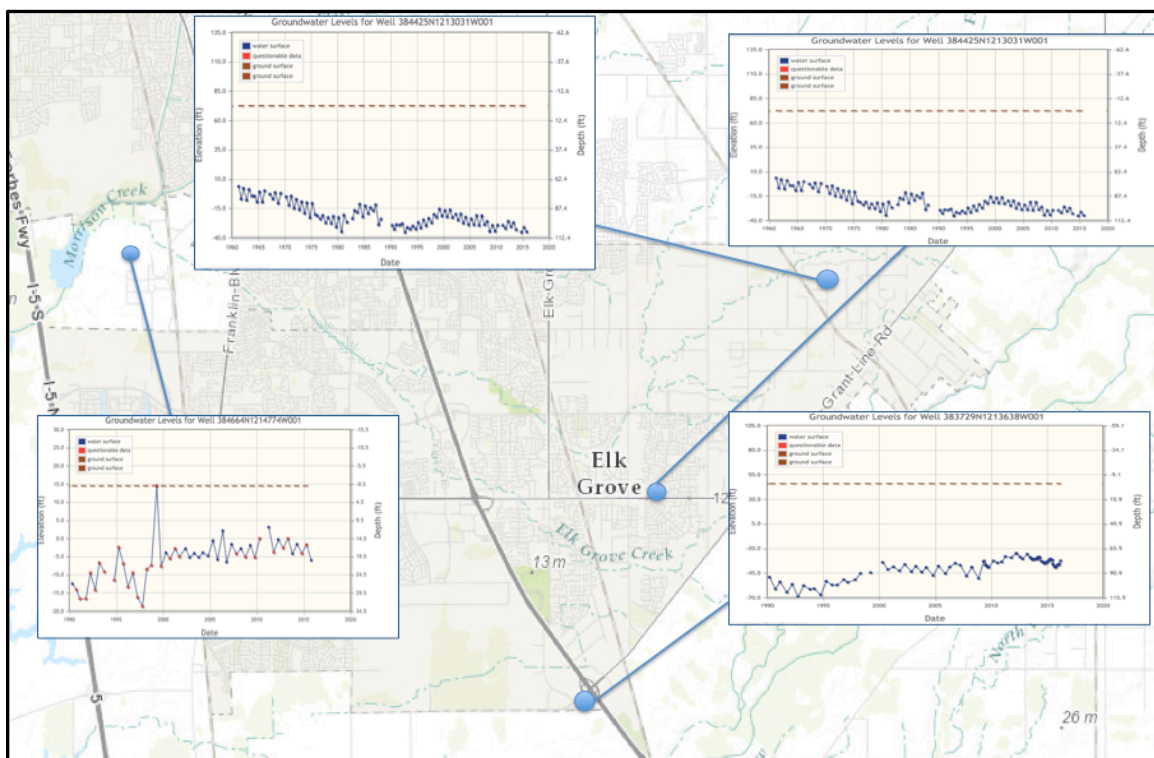 Groundwater Levels for Well 384425N1213031W001
water surface
questionable data
ground surface
ground surface
135.0
110.0
85.0
60.0
35.0
10.0
-15.0
-40.0
Elevation (ft)
-62.6
-37.6
-12.6
12.4
37.4
62.4
87.4
112.4
Depth (ft)
1960 1965 1970 1975 1980 1985 1990 1995 2000 2005 2010 2015 2020
Date
Groundwater Levels for Well 384425N1213031W001
water surface
questionable data
ground surface
ground surface
135.0
110.0
85.0
60.0
35.0
10.0
-15.0
-40.0
Elevation (ft)
-62.6
-37.6
-12.6
12.4
37.4
62.4
87.4
112.4
Depth (ft)
1960 1965 1970 1975 1980 1985 1990 1995 2000 2005 2010 2015 2020
Date
Morrison Creek
I-5-S
Franklin-Bl
Elk-Gro
Grant-Line-Rd
Groundwater Levels for Well 384664N1214774W001
water surface
questionable data
ground surface
ground surface
30.0
25.0
20.0
15.0
10.0
5.0
0.0
-5.0
-10.0
-15.0
-20.0
Elevation (ft)
-15.5
-10.5
-5.5
-0.5
4.5
9.5
14.5
19.5
24.5
29.5
34.5
Depth (ft)
1990 1995 2000 2005 2010 2015 2020
Date
Groundwater Levels for Well 383729N1213638W001
water surface
questionable data
ground surface
ground surface
105.0
80.0
55.0
30.0
5.0
-20.0
-45.0
-70.0
Elevation (ft)
-59.1
-34.1
-9.1
15.9
40.9
65.9
90.9
115.9
Depth (ft)
1990 1995 2000 2005 2010 2015 2020
Date
Elk
Grove
12
Elk Grove Creek
13 m
North
5
26 m